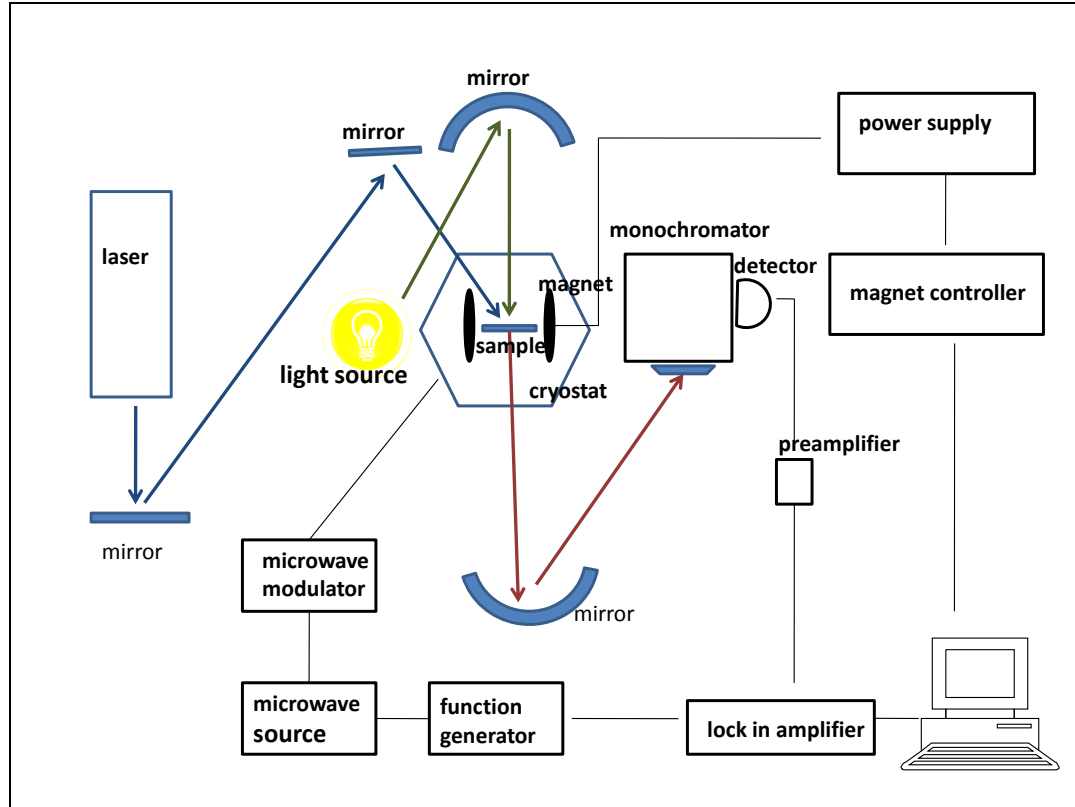 mirror
mirror
power supply
laser
monochromator
detector
magnet
magnet controller
sample
light source
cryostat
preamplifier
mirror
microwave
modulator
mirror
microwave
source
function
generator
lock in amplifier